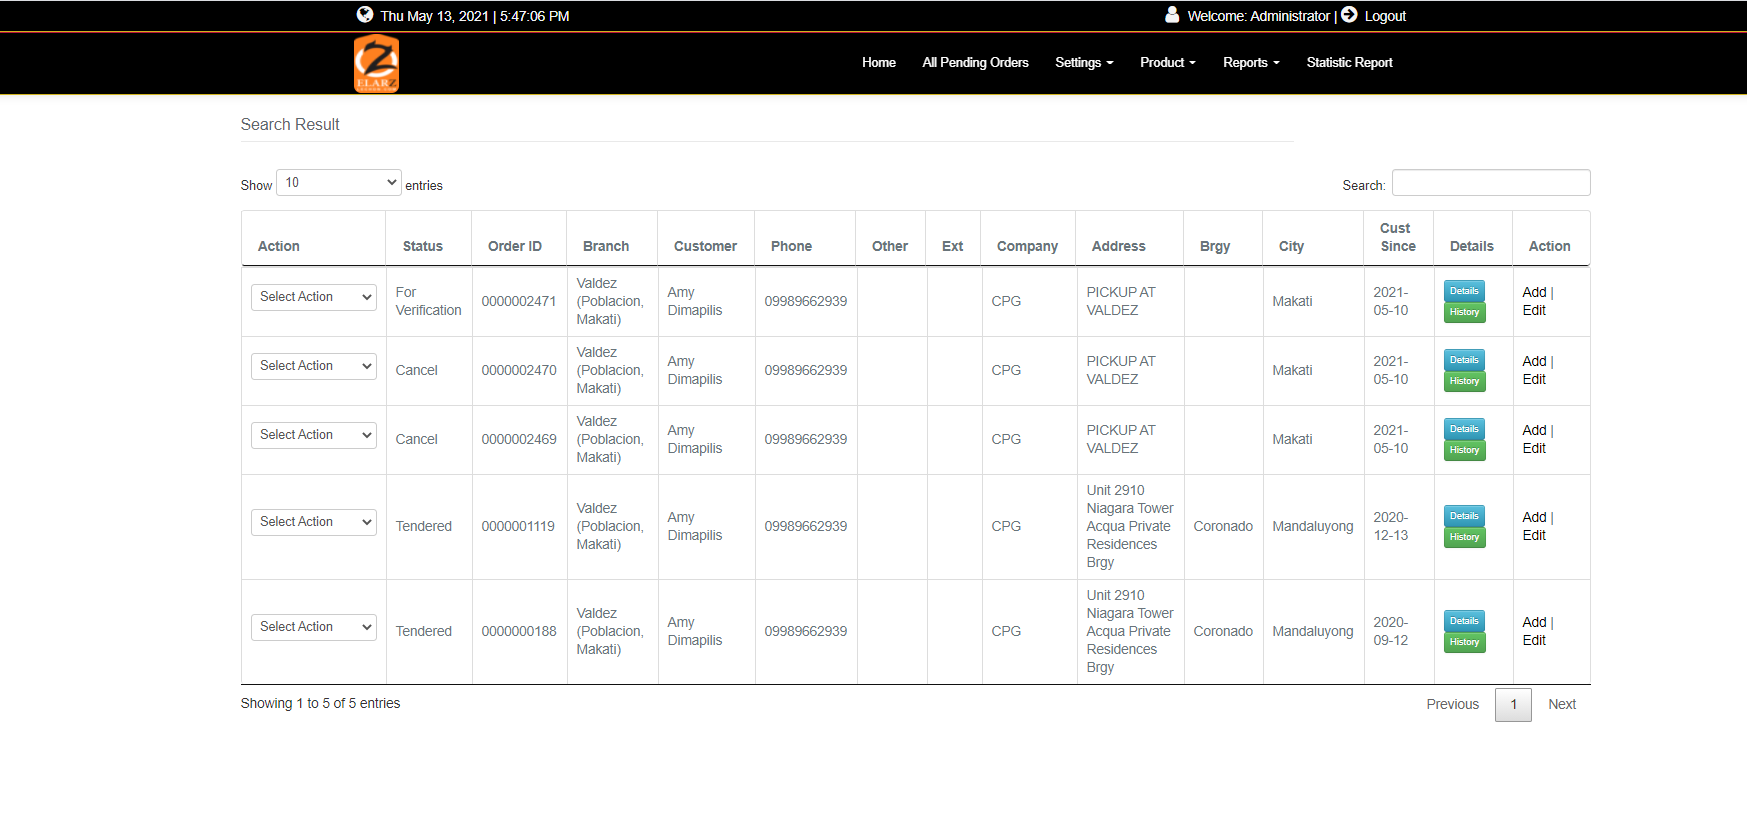 Thu May 13, 2021 | 5:47:06 PM Welcome: Administrator | Logout
ELARZ
Home All Pending Orders Settings Product Reports Statistic Report
Search Result
Show 10 entries Search:
Action Status Order ID Branch Customer Phone Other Ext Company Address Brgy City Cust Since Details Action
Select Action For Verification 0000002471 Valdez (Poblacion, Makati) Amy Dimapilis 09989662939 CPG PICKUP AT VALDEZ Makati 2021-05-10 Details History Add | Edit
Select Action Cancel 0000002470 Valdez (Poblacion, Makati) Amy Dimapilis 09989662939 CPG PICKUP AT VALDEZ Makati 2021-05-10 Details History Add | Edit
Select Action Cancel 0000002469 Valdez (Poblacion, Makati) Amy Dimapilis 09989662939 CPG PICKUP AT VALDEZ Makati 2021-05-10 Details History Add | Edit
Select Action Tendered 0000001119 Valdez (Poblacion, Makati) Amy Dimapilis 09989662939 CPG Unit 2910 Niagara Tower Acqua Private Residences Brgy Coronado Mandaluyong 2020-12-13 Details History Add | Edit
Select Action Tendered 0000000188 Valdez (Poblacion, Makati) Amy Dimapilis 09989662939 CPG Unit 2910 Niagara Tower Acqua Private Residences Brgy Coronado Mandaluyong 2020-09-12 Details History Add | Edit
Showing 1 to 5 of 5 entries Previous 1 Next